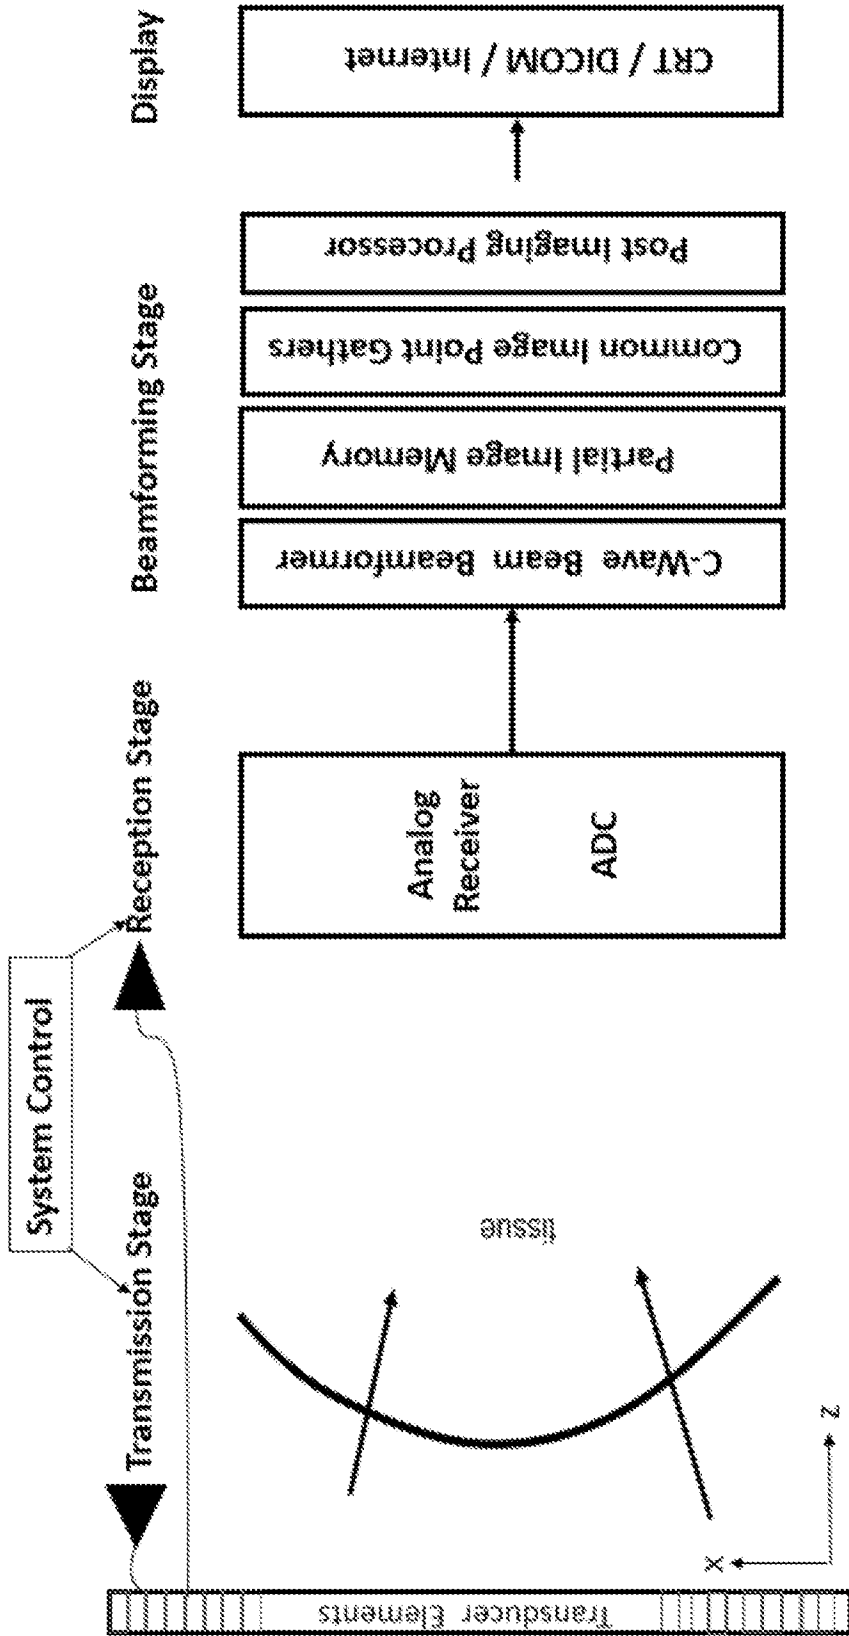 System Control
Transmission Stage
Reception Stage
Beamforming Stage
Display
Transducer Elements
tissue
x
z
Analog
Receiver
ADC
C-Wave Beam Beamformer
Partial Image Memory
Common Image Point Gathers
Post Imaging Processor
CRT / DICOM / Internet